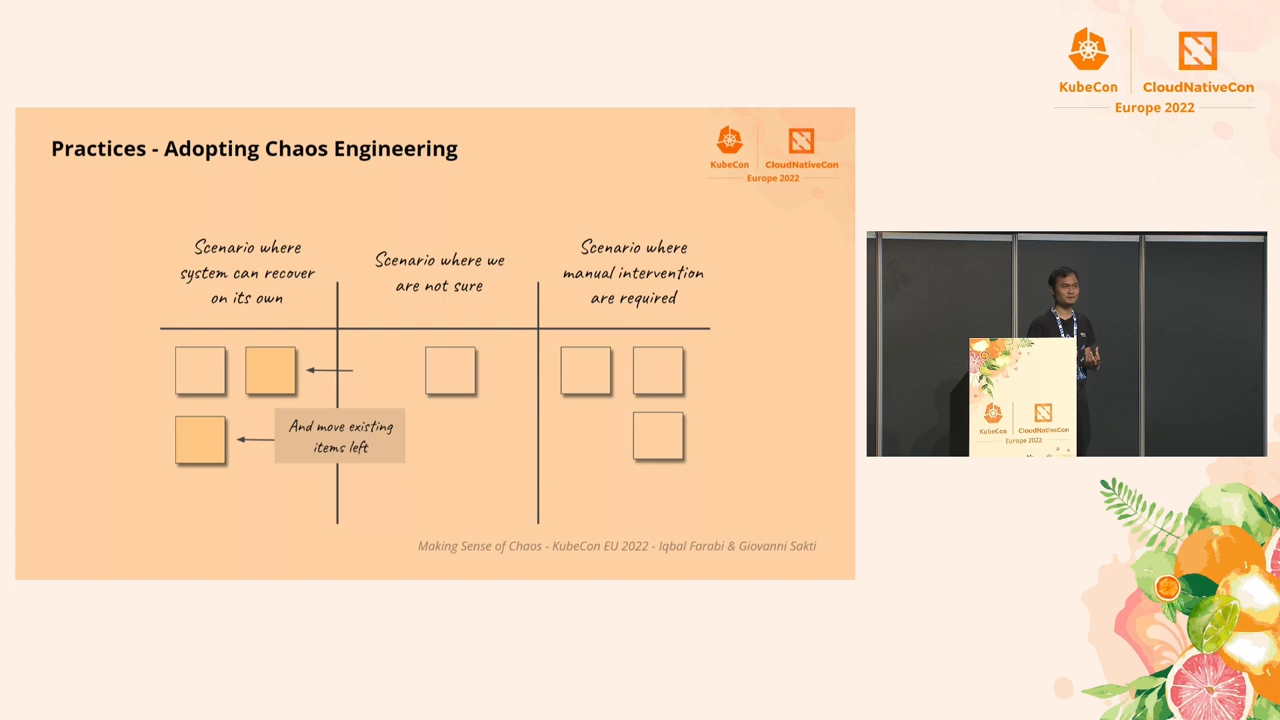 KubeCon
CloudNativeCon
Europe 2022
Practices - Adopting Chaos Engineering
KubeCon
CloudNativeCon
Europe 2022
Scenario where
system can recover
on its own
Scenario where we
are not sure
Scenario where
manual intervention
are required
And move existing
items left
Making Sense of Chaos - KubeCon EU 2022 - Iqbal Farabi & Giovanni Sakti
KubeCon
CloudNativeCon
Europe 2022